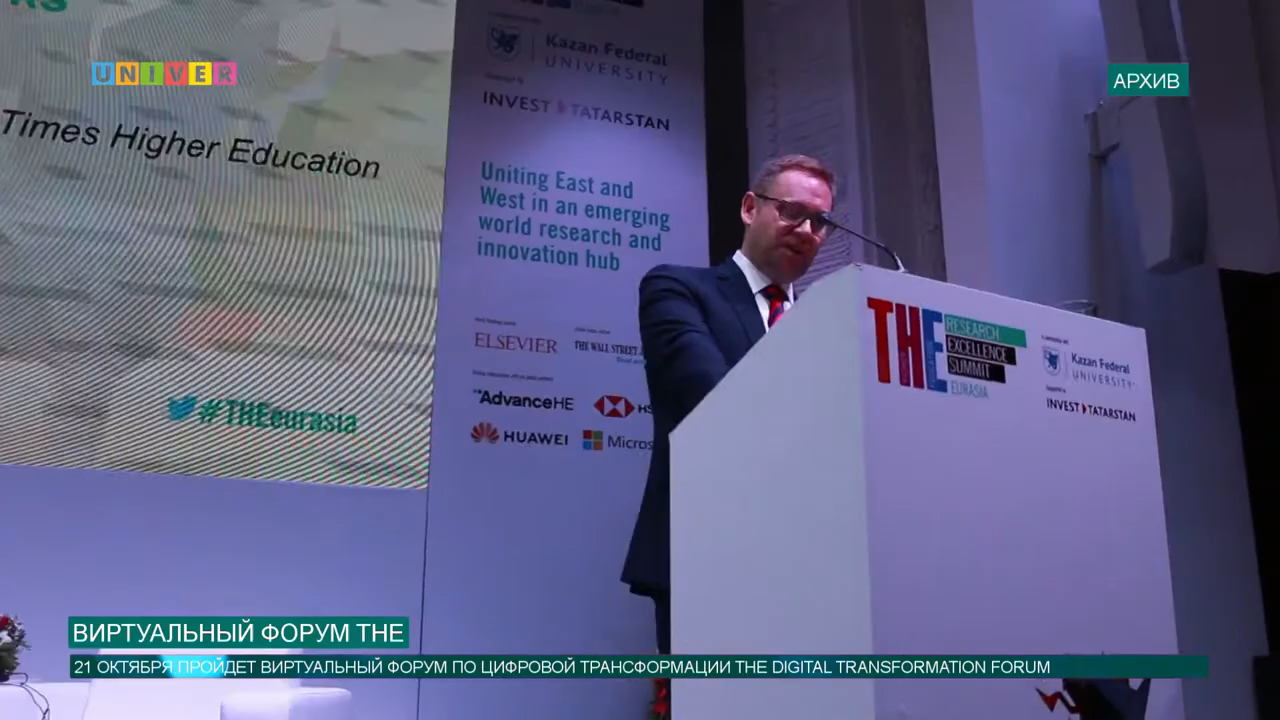 UNIVER
АРХИВ
Times Higher Education
#THEeurasia
Kazan Federal
UNIVERSITY
INVEST TATARSTAN
Uniting East and
West in an emerging
world research and
innovation hub
ELSEVIER
THE WALL STREET
AdvanceHE
HUAWEI
THE
RESEARCH
EXCELLENCE
SUMMIT
EURASIA
Kazan Federal
UNIVERSITY
INVEST TATARSTAN
ВИРТУАЛЬНЫЙ ФОРУМ THE
21 ОКТЯБРЯ ПРОЙДЕТ ВИРТУАЛЬНЫЙ ФОРУМ ПО ЦИФРОВОЙ ТРАНСФОРМАЦИИ THE DIGITAL TRANSFORMATION FORUM